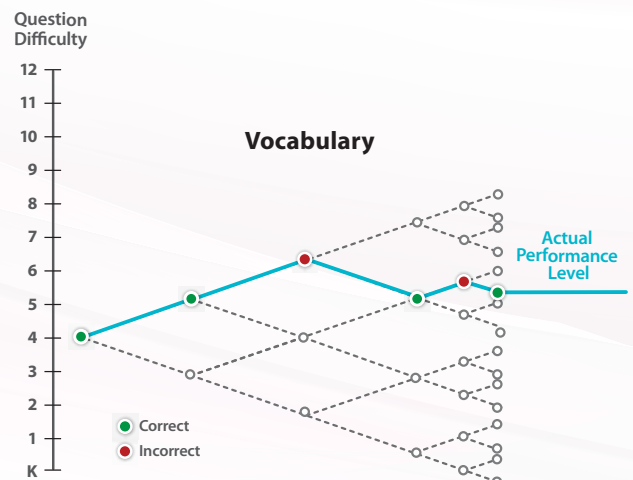 Question
Difficulty
12
11
10
9
8
7
6
5
4
3
2
1
K
Vocabulary
Actual
Performance
Level
Correct
Incorrect